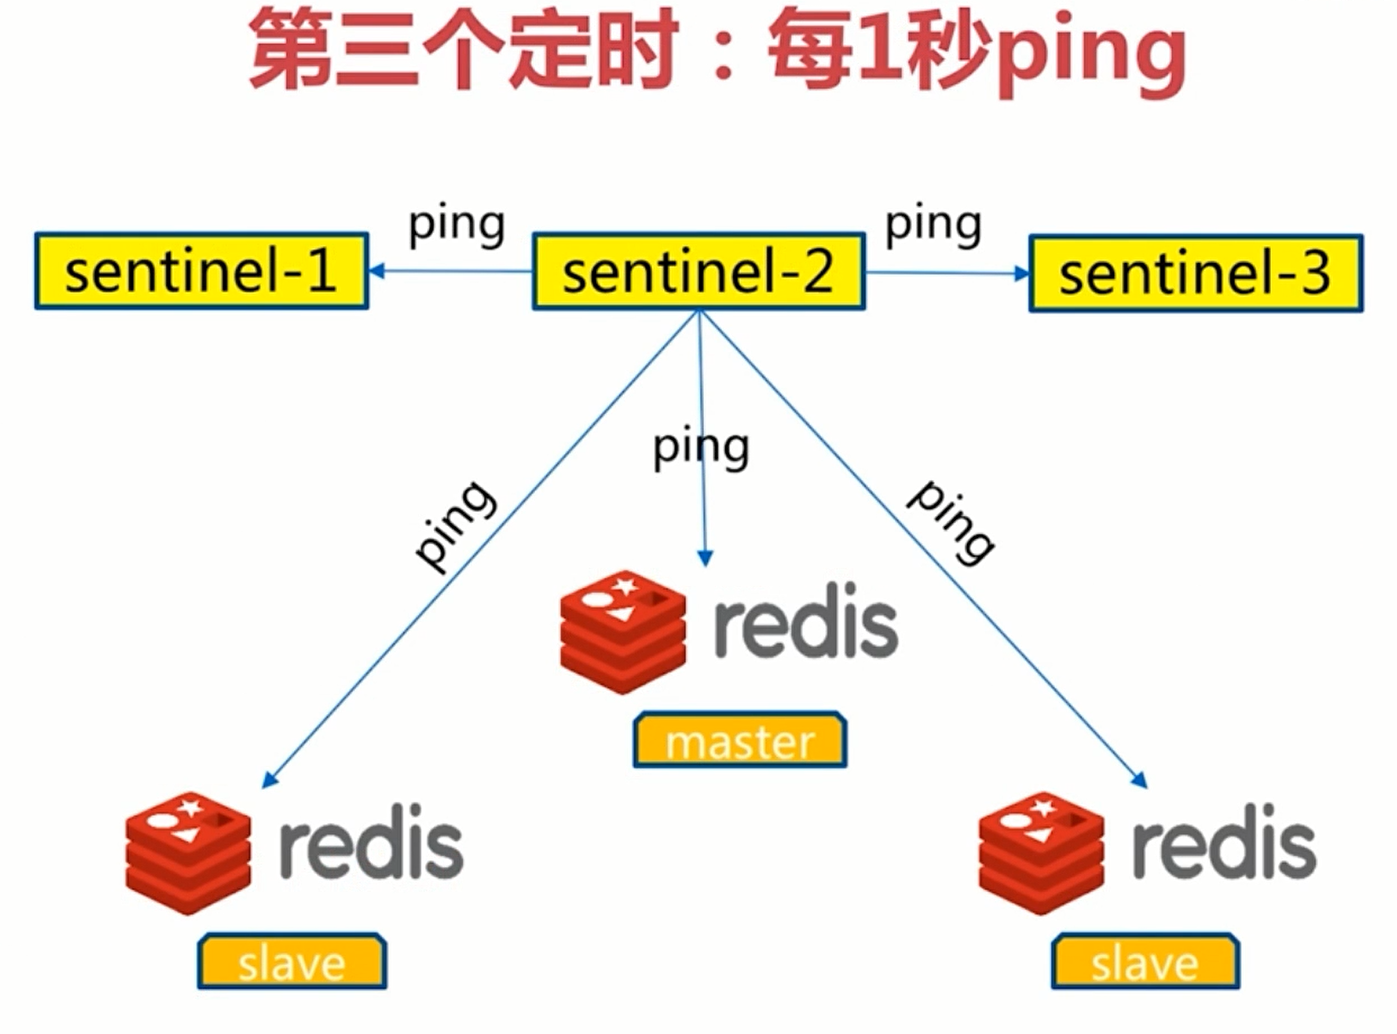 第三个定时：每1秒ping
ping
ping
sentinel-1
sentinel-2
sentinel-3
ping
ping
ping
redis
master
redis
redis
slave
slave